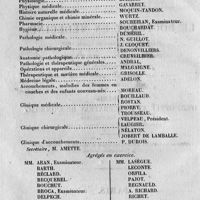 Physique médicale . . . . . GAVARRET.
Histoire naturelle médicale . . . . . MOQUIN-TANDON.
Chimie organique et chimie minérale . . . . . WURTZ.
Pharmacie . . . . . SOUBEIRAN, Examinateur.
Hygiène . . . . . BOUCHARDAT.
DUMÉRIL.
Pathologie médicale . . . . . N. GUILLOT.
J. CLOQUET.
Pathologie chirurgicale . . . . . DENONVILLIERS.
Anatomie pathologique . . . . . CRUVEILHIER.
Pathologie et thérapeutique générales . . . . . ANDRAL.
Opérations et appareils . . . . . MALGAIGNE.
Thérapeutique et matière médicale . . . . . GRISOLLE.
Médecine légale . . . . . ADELON.
Accouchements, maladies des femmes en
couches et des enfants nouveau-nés . . . . . MOREAU.
BOUILLAUD.
Clinique médicale . . . . . ROSTAN.
PIORRY.
TROUSSEAU.
VELPEAU, Président.
Clinique chirurgicale . . . . . LAUGIER.
NÉLATON.
JOBERT DE LAMBALLE.
Clinique d'accouchements . . . . . P. DUBOIS.
Secrétaire, M. AMETTE.
Agrégés en exercice.
MM. ARAN, Examinateur. MM. LASÈGUE.
BARTH. LECONTE.
BÉCLARD. ORFILA.
BECQUEREL. PAJOT.
BOUCHUT. REGNAULD.
BROCA, Examinateur. A. RICHARD.
DELPECH. RICHET.